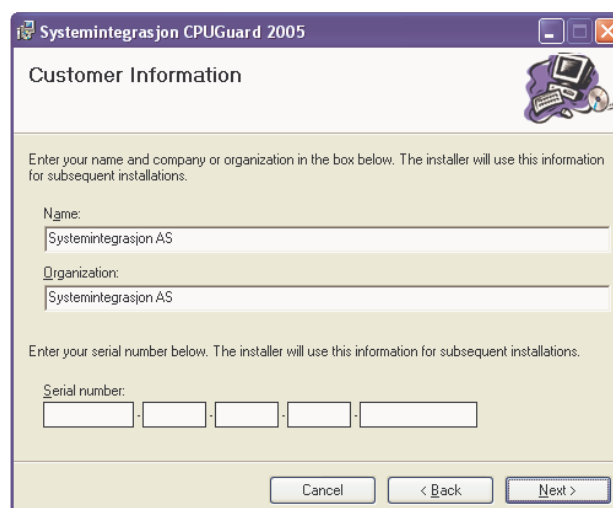 Systemintegrasjon CPUGuard 2005
Customer Information
Enter your name and company or organization in the box below. The installer will use this information
for subsequent installations.
Name:
Systemintegrasjon AS
Organization:
Systemintegrasjon AS
Enter your serial number below. The installer will use this information for subsequent installations.
Serial number:
- - - -
Cancel < Back Next >